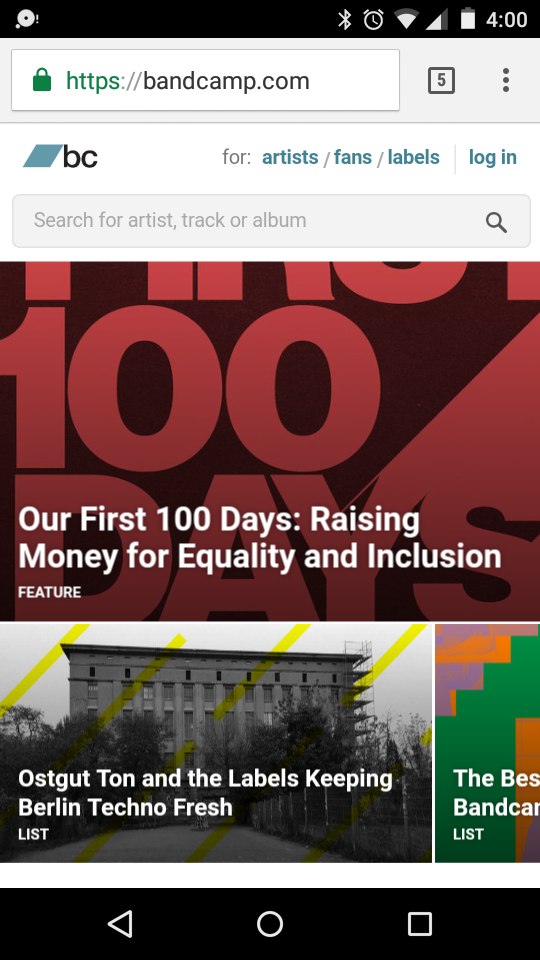 4:00
https://bandcamp.com
5
bc
for: artists / fans / labels
log in
Search for artist, track or album
FIRST
100
DAYS
Our First 100 Days: Raising
Money for Equality and Inclusion
FEATURE
Ostgut Ton and the Labels Keeping
Berlin Techno Fresh
LIST
The Bes
Bandcar
LIST